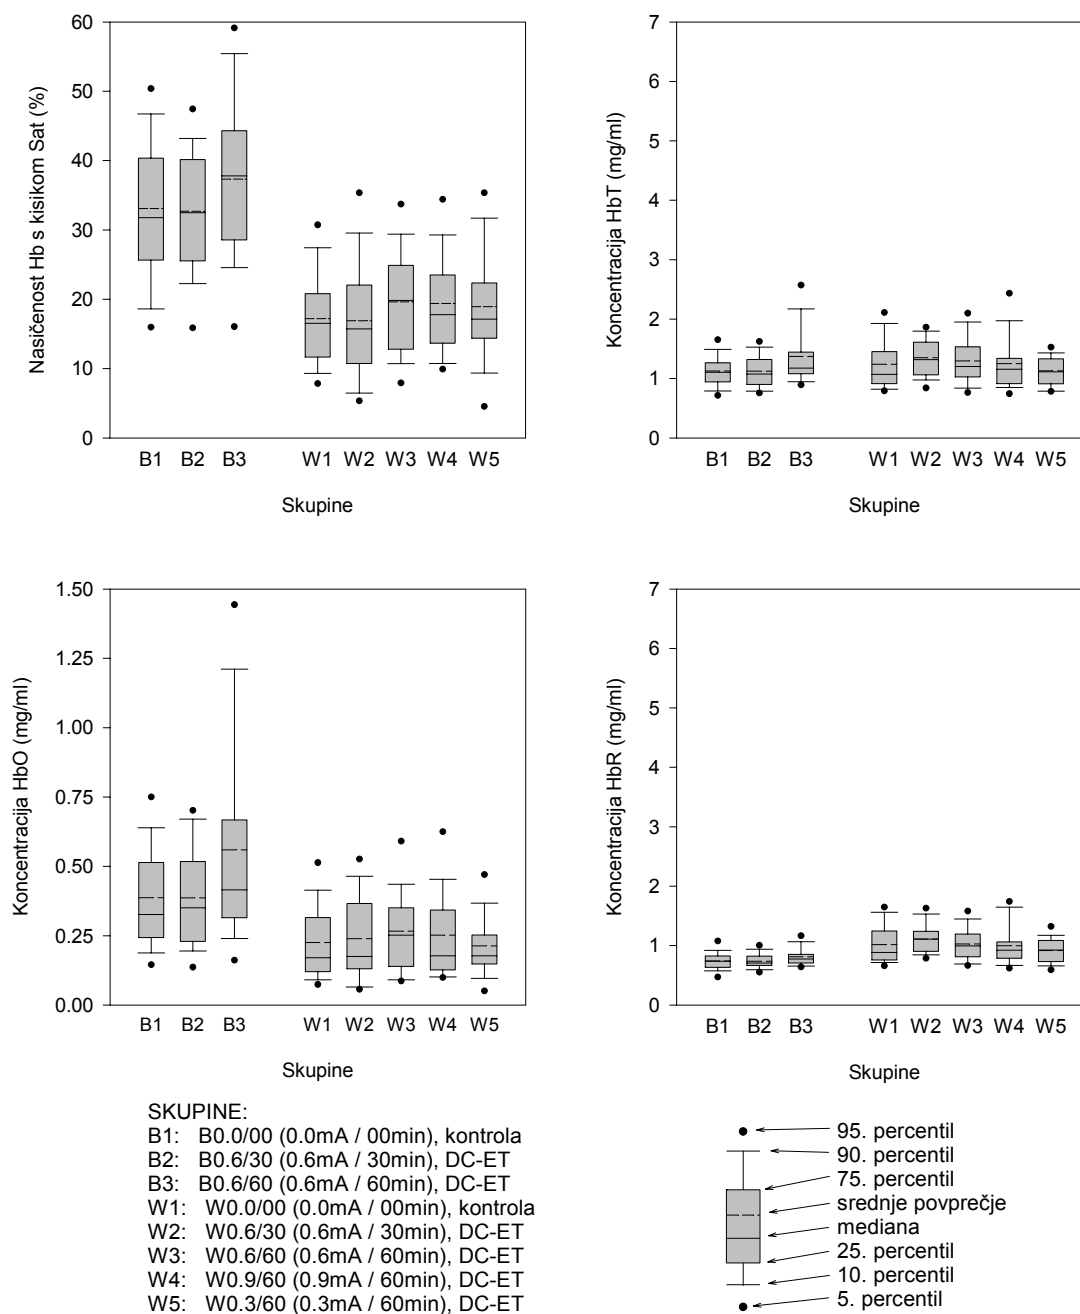 Nasičenost Hb s kisikom Sat (%)
60
50
40
30
20
10
0
B1 B2 B3 W1 W2 W3 W4 W5
Skupine
Koncentracija HbT (mg/ml)
7
6
5
4
3
2
1
0
B1 B2 B3 W1 W2 W3 W4 W5
Skupine
Koncentracija HbO (mg/ml)
1.50
1.25
1.00
0.75
0.50
0.25
0.00
B1 B2 B3 W1 W2 W3 W4 W5
Skupine
Koncentracija HbR (mg/ml)
7
6
5
4
3
2
1
0
B1 B2 B3 W1 W2 W3 W4 W5
Skupine
SKUPINE:
B1: B0.0/00 (0.0mA / 00min), kontrola
B2: B0.6/30 (0.6mA / 30min), DC-ET
B3: B0.6/60 (0.6mA / 60min), DC-ET
W1: W0.0/00 (0.0mA / 00min), kontrola
W2: W0.6/30 (0.6mA / 30min), DC-ET
W3: W0.6/60 (0.6mA / 60min), DC-ET
W4: W0.9/60 (0.9mA / 60min), DC-ET
W5: W0.3/60 (0.3mA / 60min), DC-ET
95. percentil
90. percentil
75. percentil
srednje povprečje
mediana
25. percentil
10. percentil
5. percentil